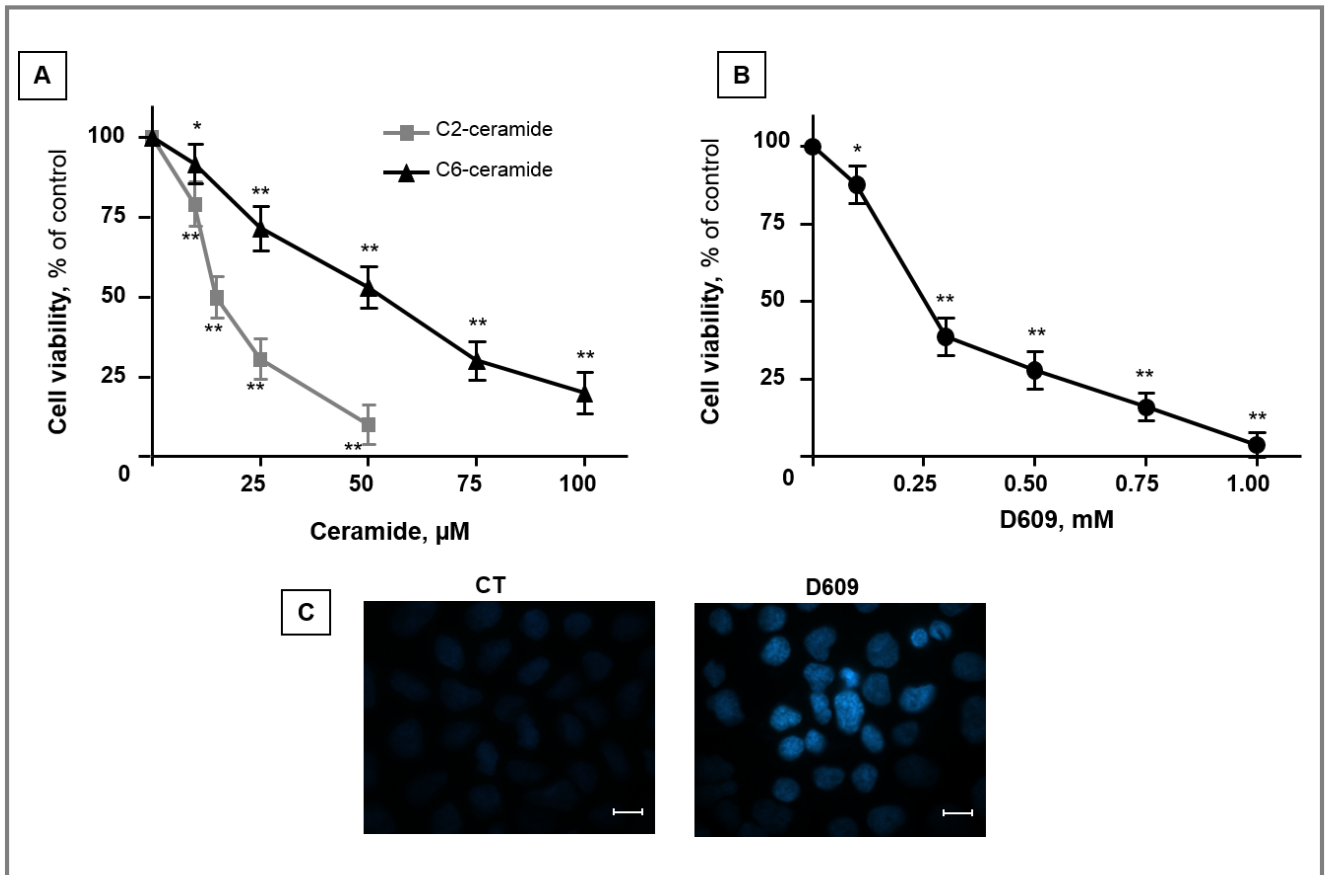 A
Cell viability, % of control
100
75
50
25
0
25
50
75
100
Ceramide, µM
C2-ceramide
C6-ceramide
*
**
**
**
**
**
**
**
**
B
Cell viability, % of control
100
75
50
25
0
0.25
0.50
0.75
1.00
D609, mM
*
**
**
**
**
C
CT
D609